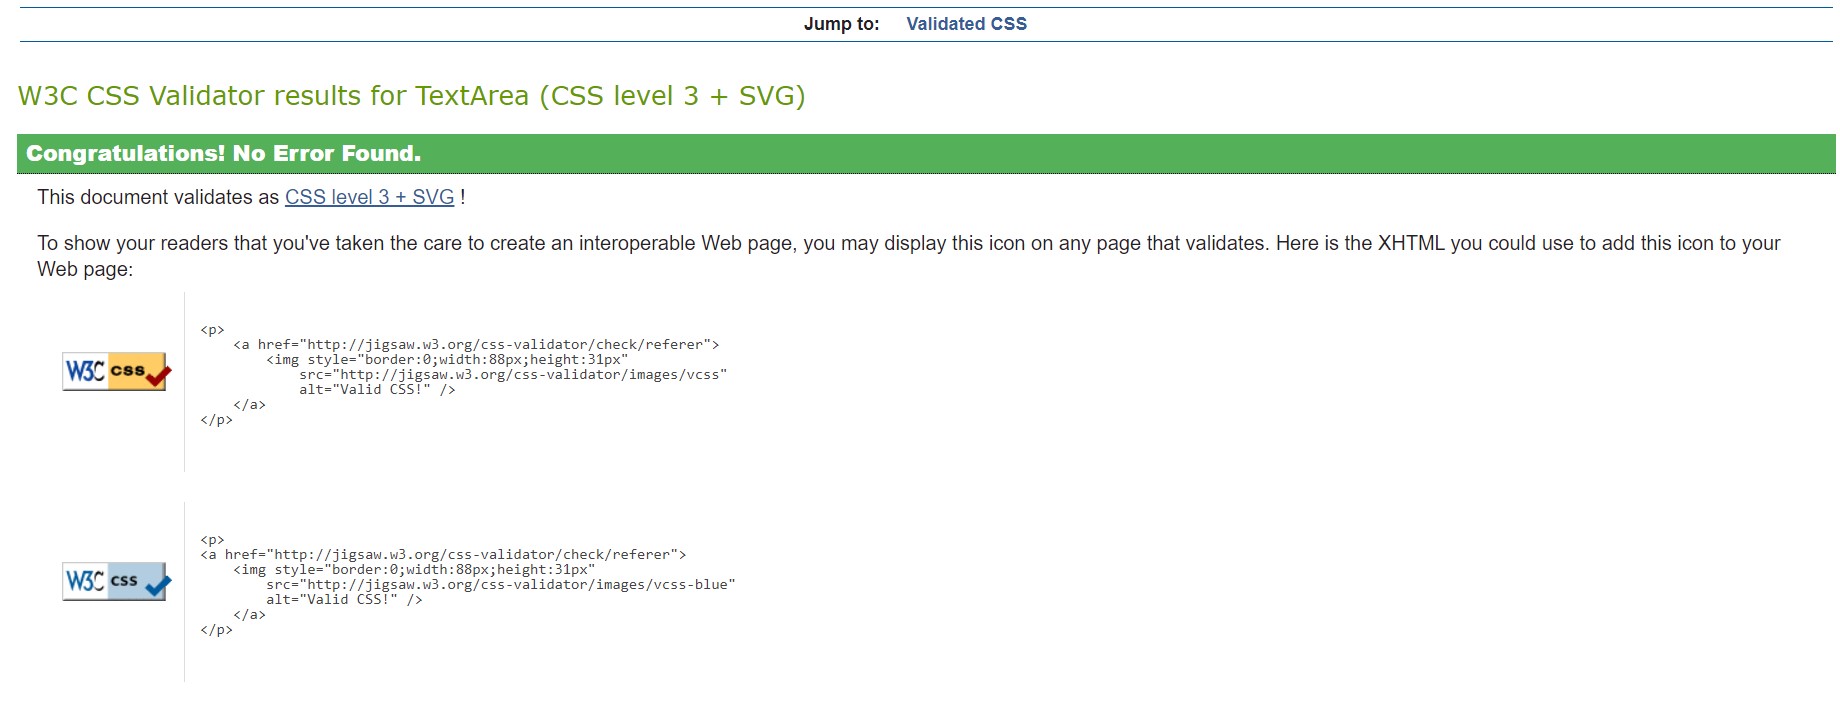 Jump to: Validated CSS
W3C CSS Validator results for TextArea (CSS level 3 + SVG)
Congratulations! No Error Found.
This document validates as CSS level 3 + SVG !
To show your readers that you've taken the care to create an interoperable Web page, you may display this icon on any page that validates. Here is the XHTML you could use to add this icon to your
Web page:
W3C css
<p>
    <a href="http://jigsaw.w3.org/css-validator/check/referer">
        <img style="border:0;width:88px;height:31px"
            src="http://jigsaw.w3.org/css-validator/images/vcss"
            alt="Valid CSS!" />
    </a>
</p>
W3C css
<p>
<a href="http://jigsaw.w3.org/css-validator/check/referer">
    <img style="border:0;width:88px;height:31px"
        src="http://jigsaw.w3.org/css-validator/images/vcss-blue"
        alt="Valid CSS!" />
    </a>
</p>